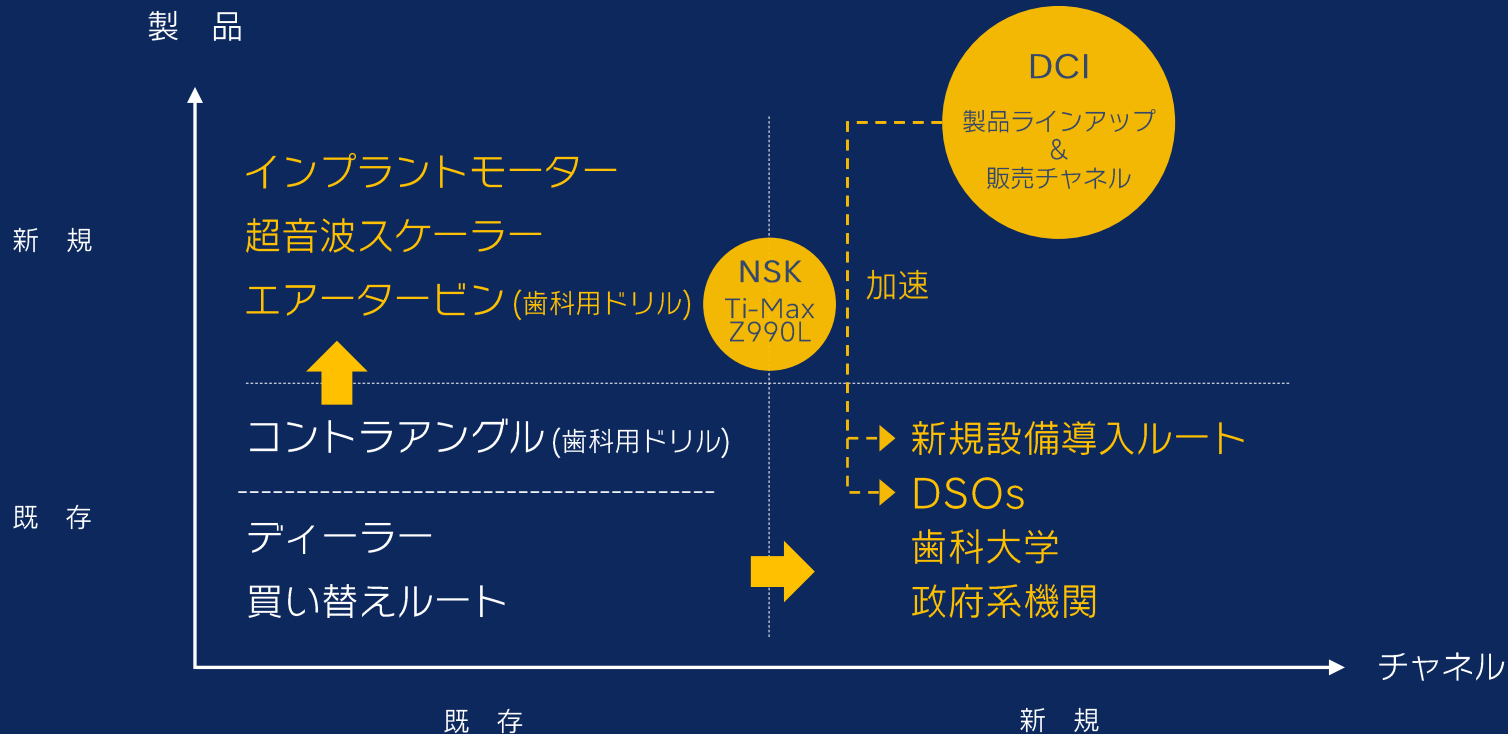 製 品
DCI
製品ラインアップ
&
販売チャネル
インプラントモーター
超音波スケーラー
エアータービン (歯科用ドリル)
新 規
NSK
Ti-Max
Z990L
加速
コントラアングル (歯科用ドリル)
ディーラー
買い替えルート
既 存
新規設備導入ルート
DSOs
歯科大学
政府系機関
チャネル
既 存
新 規